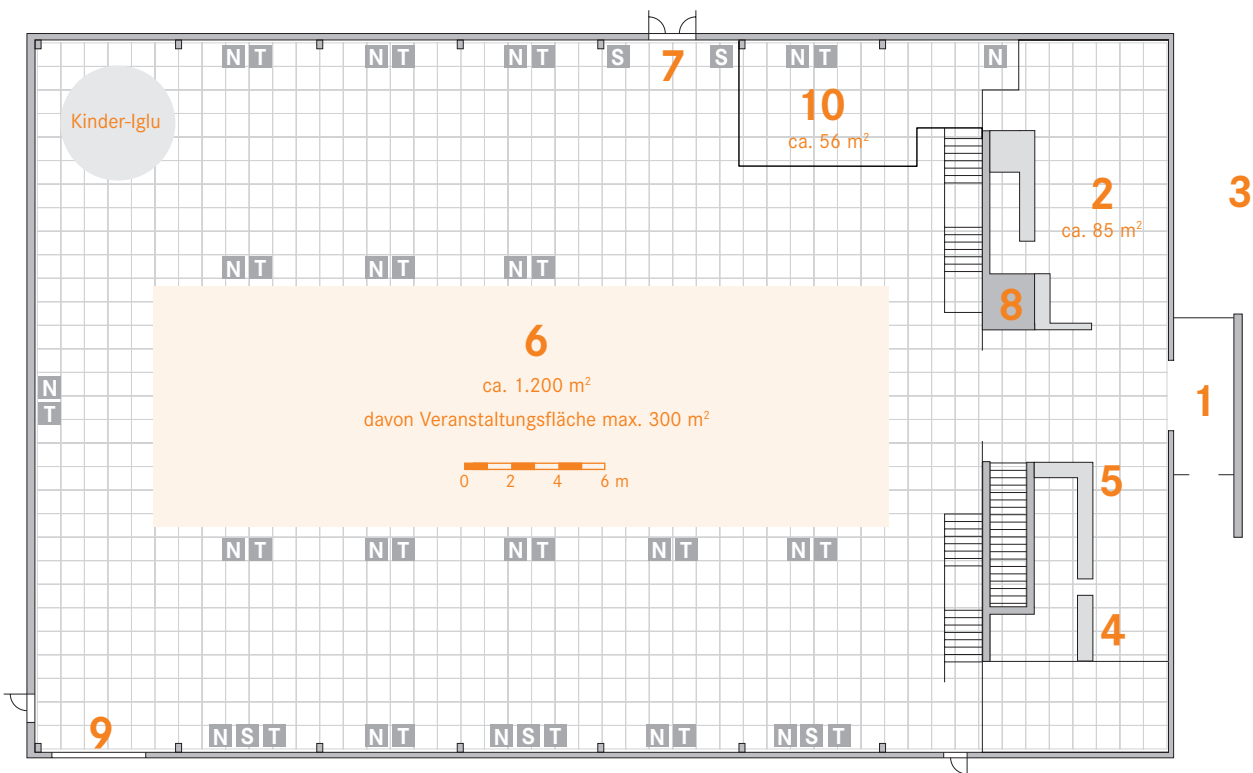 N T
N T
N T
S
7
S
N T
N
Kinder-Iglu
10
ca. 56 m²
2
ca. 85 m²
3
N T
N T
N T
8
6
ca. 1.200 m²
davon Veranstaltungsfläche max. 300 m²
0 2 4 6 m
N
T
1
5
N T
N T
N T
N T
N T
4
9
N S T
N T
N S T
N T
N S T